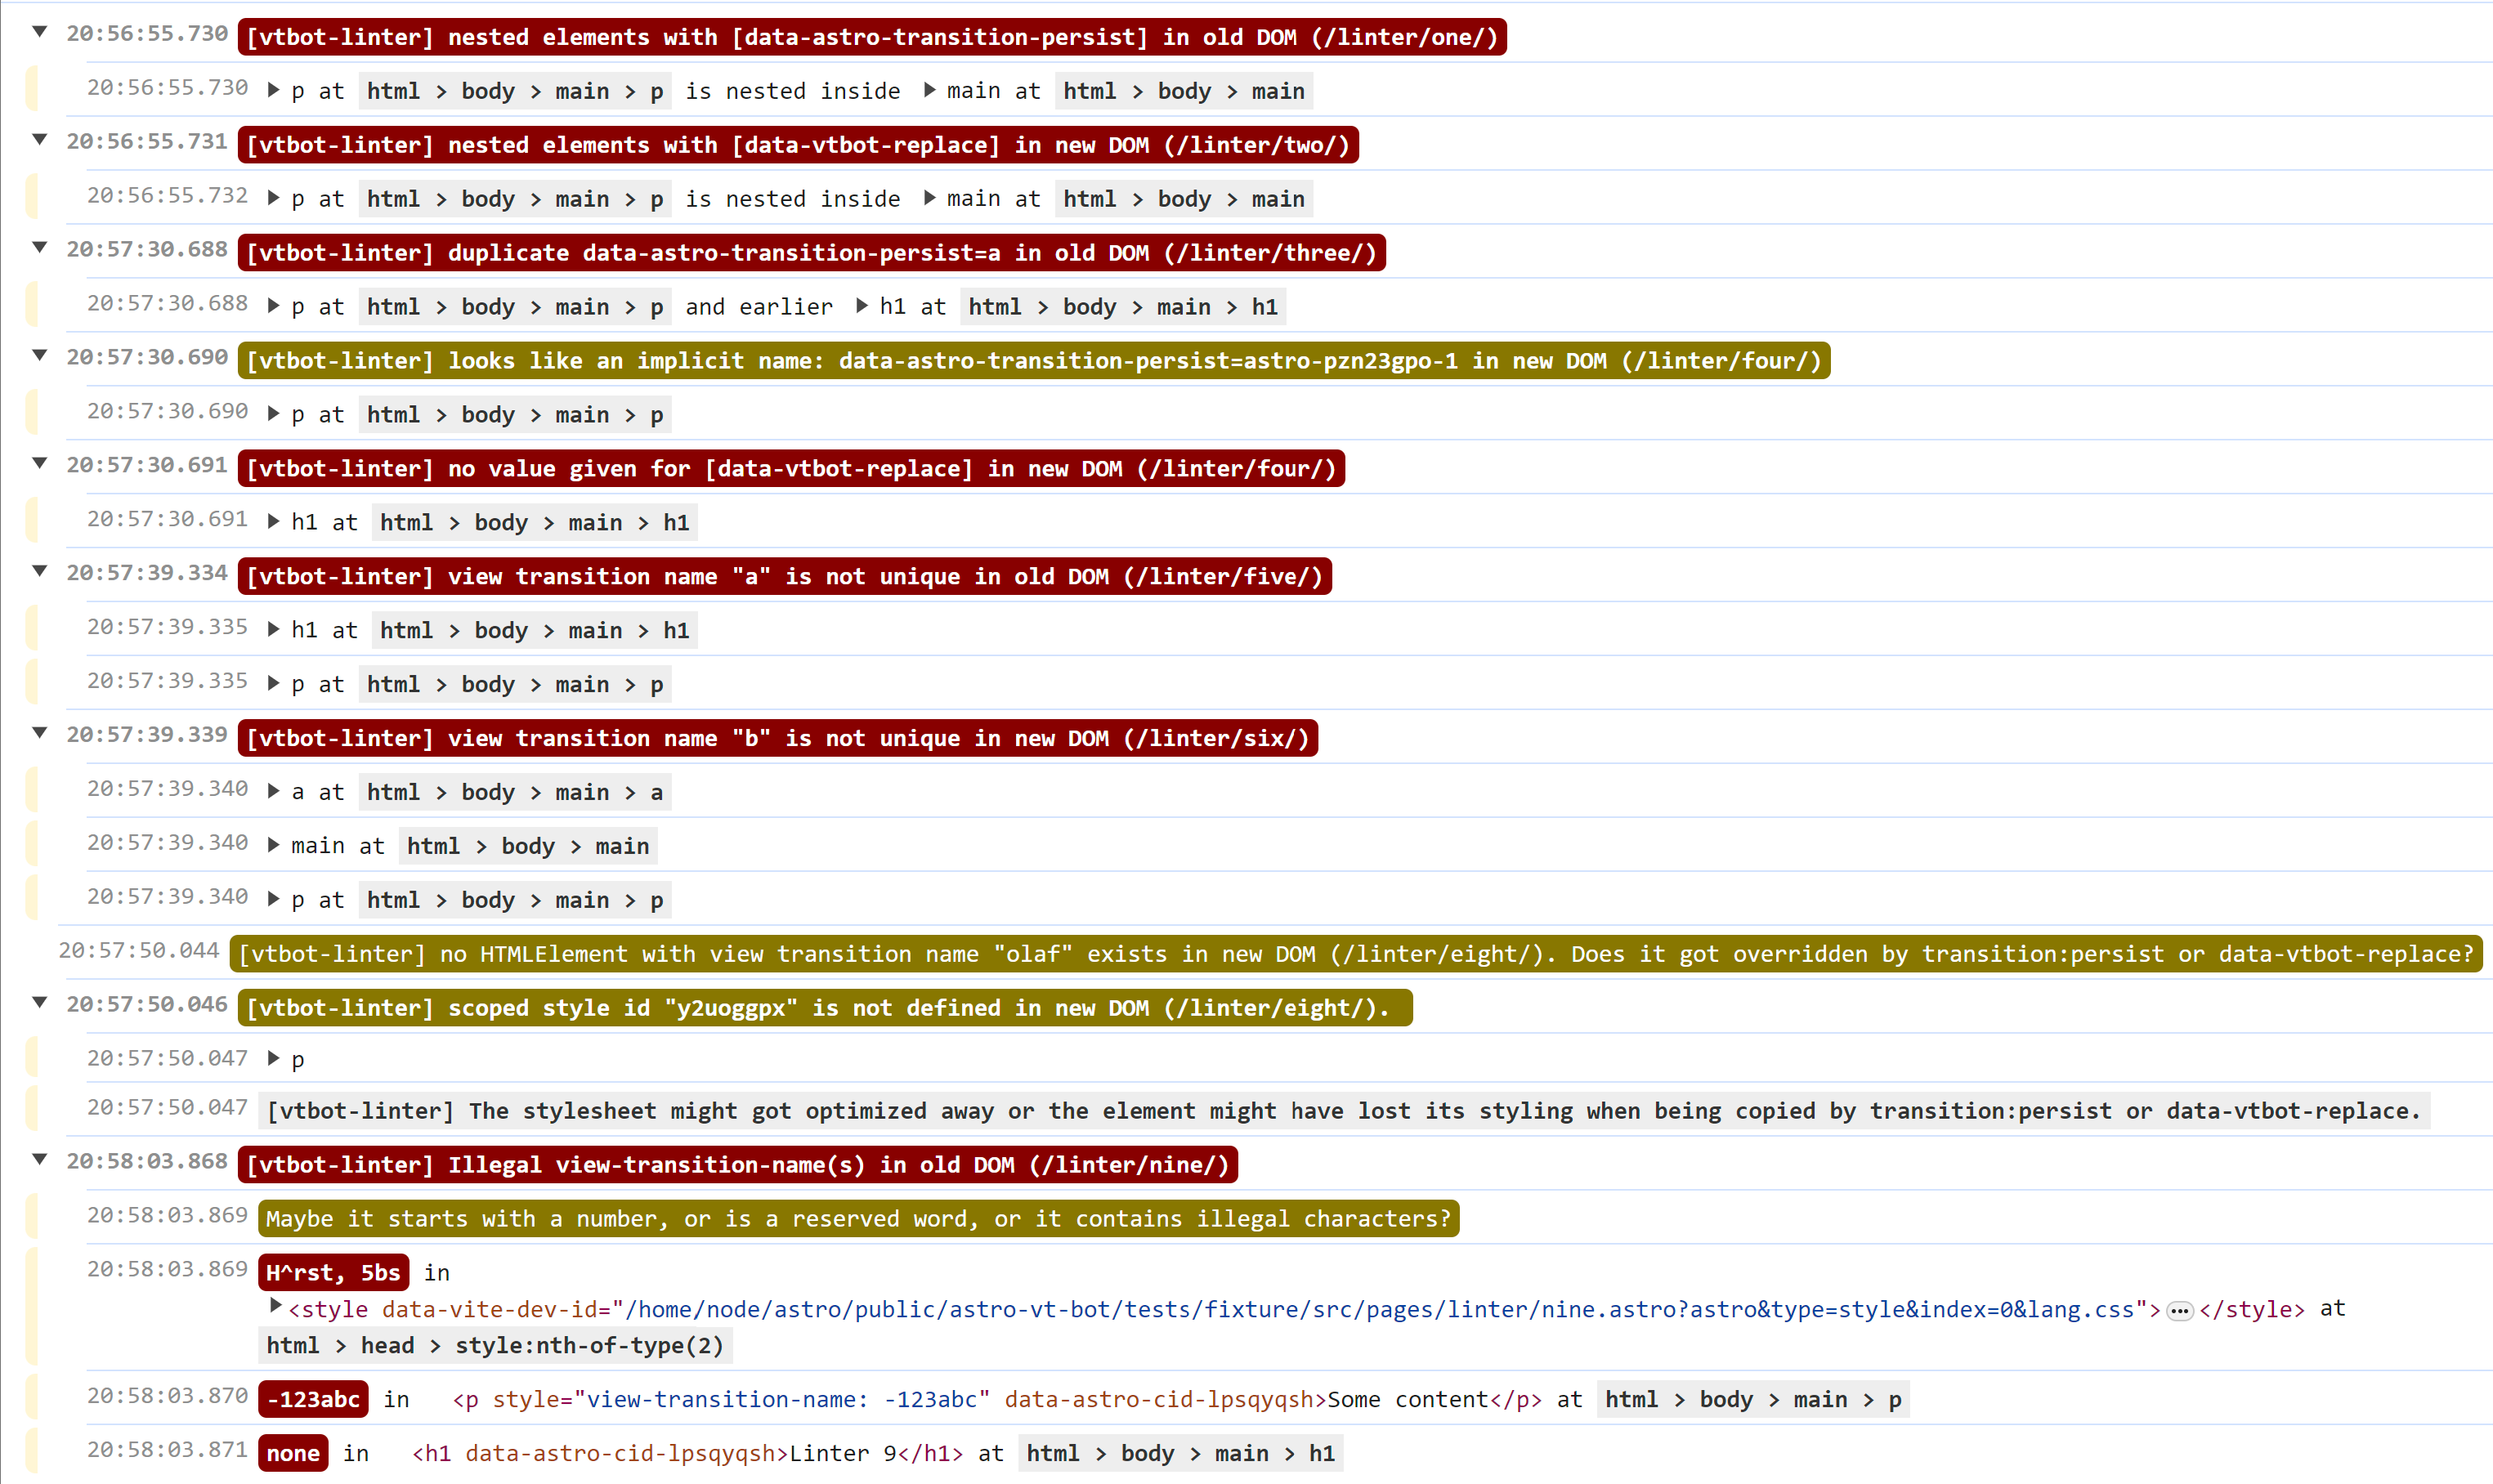 ▼ 20:56:55.730 [vtbot-linter] nested elements with [data-astro-transition-persist] in old DOM (/linter/one/)
20:56:55.730 ▶ p at html > body > main > p is nested inside ▶ main at html > body > main
▼ 20:56:55.731 [vtbot-linter] nested elements with [data-vtbot-replace] in new DOM (/linter/two/)
20:56:55.732 ▶ p at html > body > main > p is nested inside ▶ main at html > body > main
▼ 20:57:30.688 [vtbot-linter] duplicate data-astro-transition-persist=a in old DOM (/linter/three/)
20:57:30.688 ▶ p at html > body > main > p and earlier ▶ h1 at html > body > main > h1
▼ 20:57:30.690 [vtbot-linter] looks like an implicit name: data-astro-transition-persist=astro-pzn23gpo-1 in new DOM (/linter/four/)
20:57:30.690 ▶ p at html > body > main > p
▼ 20:57:30.691 [vtbot-linter] no value given for [data-vtbot-replace] in new DOM (/linter/four/)
20:57:30.691 ▶ h1 at html > body > main > h1
▼ 20:57:39.334 [vtbot-linter] view transition name "a" is not unique in old DOM (/linter/five/)
20:57:39.335 ▶ h1 at html > body > main > h1
20:57:39.335 ▶ p at html > body > main > p
▼ 20:57:39.339 [vtbot-linter] view transition name "b" is not unique in new DOM (/linter/six/)
20:57:39.340 ▶ a at html > body > main > a
20:57:39.340 ▶ main at html > body > main
20:57:39.340 ▶ p at html > body > main > p
20:57:50.044 [vtbot-linter] no HTMLElement with view transition name "olaf" exists in new DOM (/linter/eight/). Does it got overridden by transition:persist or data-vtbot-replace?
▼ 20:57:50.046 [vtbot-linter] scoped style id "y2uoggpx" is not defined in new DOM (/linter/eight/).
20:57:50.047 ▶ p
20:57:50.047 [vtbot-linter] The stylesheet might got optimized away or the element might have lost its styling when being copied by transition:persist or data-vtbot-replace.
▼ 20:58:03.868 [vtbot-linter] Illegal view-transition-name(s) in old DOM (/linter/nine/)
20:58:03.869 Maybe it starts with a number, or is a reserved word, or it contains illegal characters?
20:58:03.869 H^rst, 5bs in
▶ <style data-vite-dev-id="/home/node/astro/public/astro-vt-bot/tests/fixture/src/pages/linter/nine.astro?astro&type=style&index=0&lang.css">⋯</style> at
html > head > style:nth-of-type(2)
20:58:03.870 -123abc in <p style="view-transition-name: -123abc" data-astro-cid-lpsqyqsh>Some content</p> at html > body > main > p
20:58:03.871 none in <h1 data-astro-cid-lpsqyqsh>Linter 9</h1> at html > body > main > h1